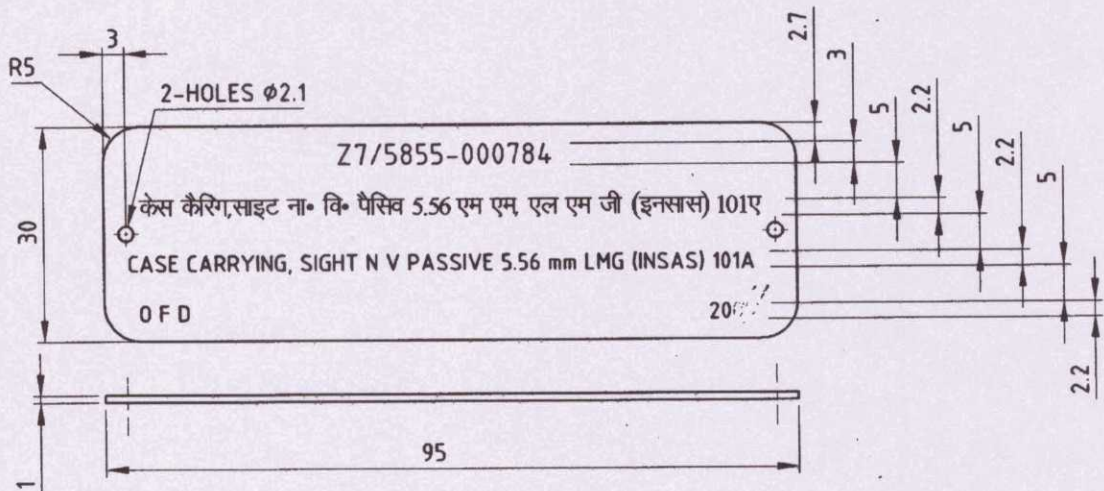 3
2.7
3
5
2.2
5
2.2
5
2.2
R5
2-HOLES Ø2.1
30
Z7/5855-000784
केस कैरिंग,साइट ना॰ वि॰ पैसिव 5.56 एम एम, एल एम जी (इनसास) 101ए
CASE CARRYING, SIGHT N V PASSIVE 5.56 mm LMG (INSAS) 101A
O F D
95
1